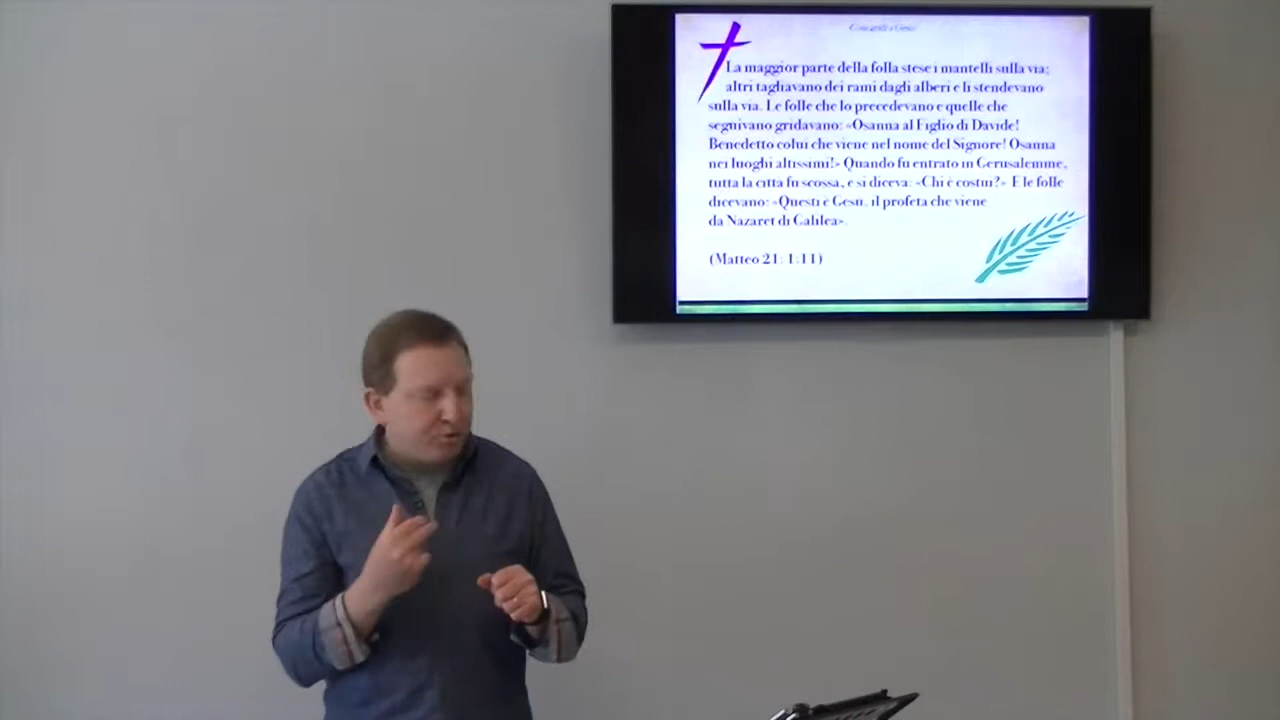 La maggior parte della folla stese i mantelli sulla via;
altri tagliavano dei rami dagli alberi e li stendevano
sulla via. Le folle che lo precedevano e quelle che
seguivano gridavano: «Osanna al Figlio di Davide!
Benedetto colui che viene nel nome del Signore! Osanna
nei luoghi altissimi!» Quando fu entrato in Gerusalemme,
tutta la città fu scossa, e si diceva: «Chi è costui?» E le folle
dicevano: «Questi è Gesù, il profeta che viene
da Nazaret di Galilea».
(Matteo 21: 1:11)